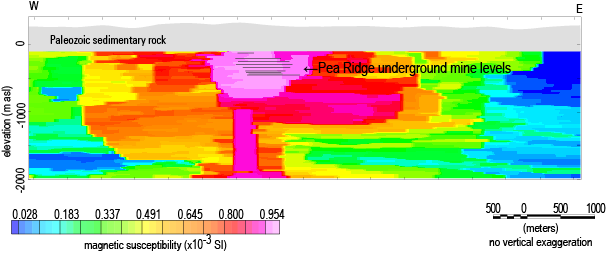 W E
Paleozoic sedimentary rock
Pea Ridge underground mine levels
elevation (m asl)
0
-1000
-2000
0.028 0.183 0.337 0.491 0.645 0.800 0.954
magnetic susceptibility (x10-3 SI)
500 0 500 1000
(meters)
no vertical exaggeration